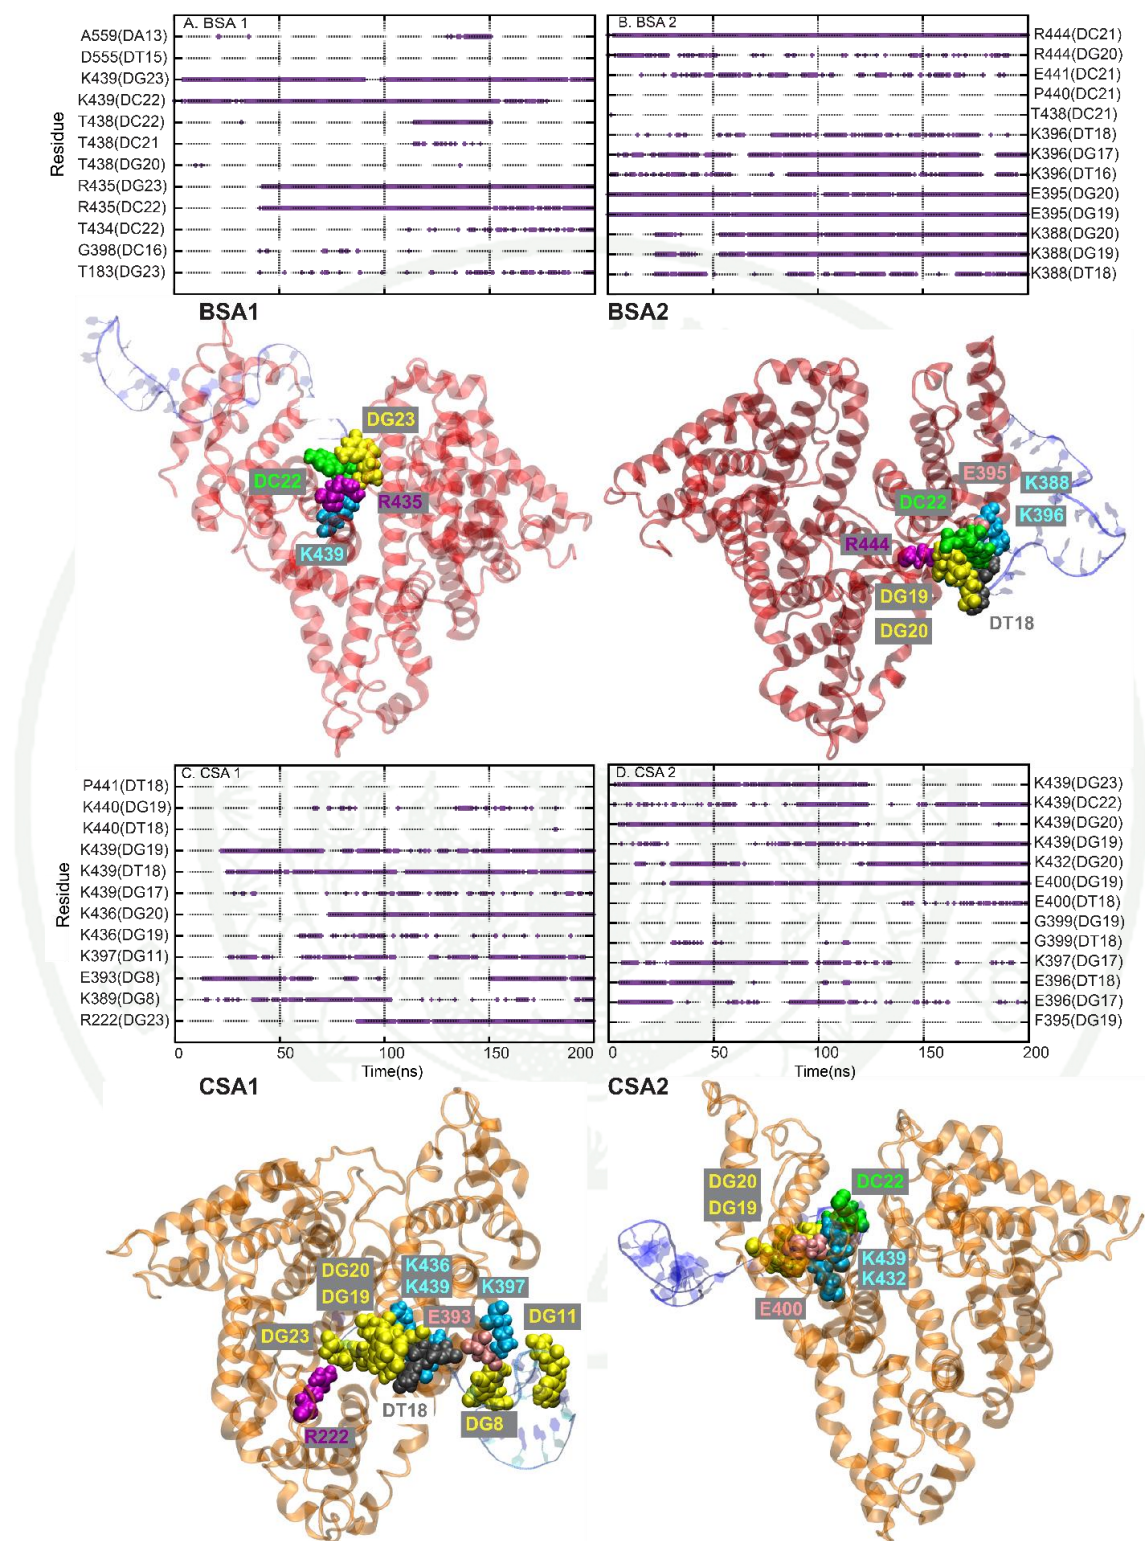 A. BSA 1
Residue
A559(DA13)
D555(DT15)
K439(DG23)
K439(DC22)
T438(DC22)
T438(DC21
T438(DG20)
R435(DG23)
R435(DC22)
T434(DC22)
G398(DC16)
T183(DG23)
B. BSA 2
R444(DC21)
R444(DG20)
E441(DC21)
P440(DC21)
T438(DC21)
K396(DT18)
K396(DG17)
K396(DT16)
E395(DG20)
E395(DG19)
K388(DG20)
K388(DG19)
K388(DT18)
BSA1
DG23
DC22
R435
K439
BSA2
E395
K388
DC22
K396
R444
DG19
DT18
DG20
C. CSA 1
Residue
P441(DT18)
K440(DG19)
K440(DT18)
K439(DG19)
K439(DT18)
K439(DG17)
K436(DG20)
K436(DG19)
K397(DG11)
E393(DG8)
K389(DG8)
R222(DG23)
0 50 100 150 200
Time(ns)
D. CSA 2
K439(DG23)
K439(DC22)
K439(DG20)
K439(DG19)
K432(DG20)
E400(DG19)
E400(DT18)
G399(DG19)
G399(DT18)
K397(DG17)
E396(DT18)
E396(DG17)
F395(DG19)
0 50 100 150 200
Time(ns)
CSA1
DG20
K436
DG19
K439
K397
DG23
E393
DG11
DT18
DG8
R222
CSA2
DG20
DC22
DG19
K439
K432
E400